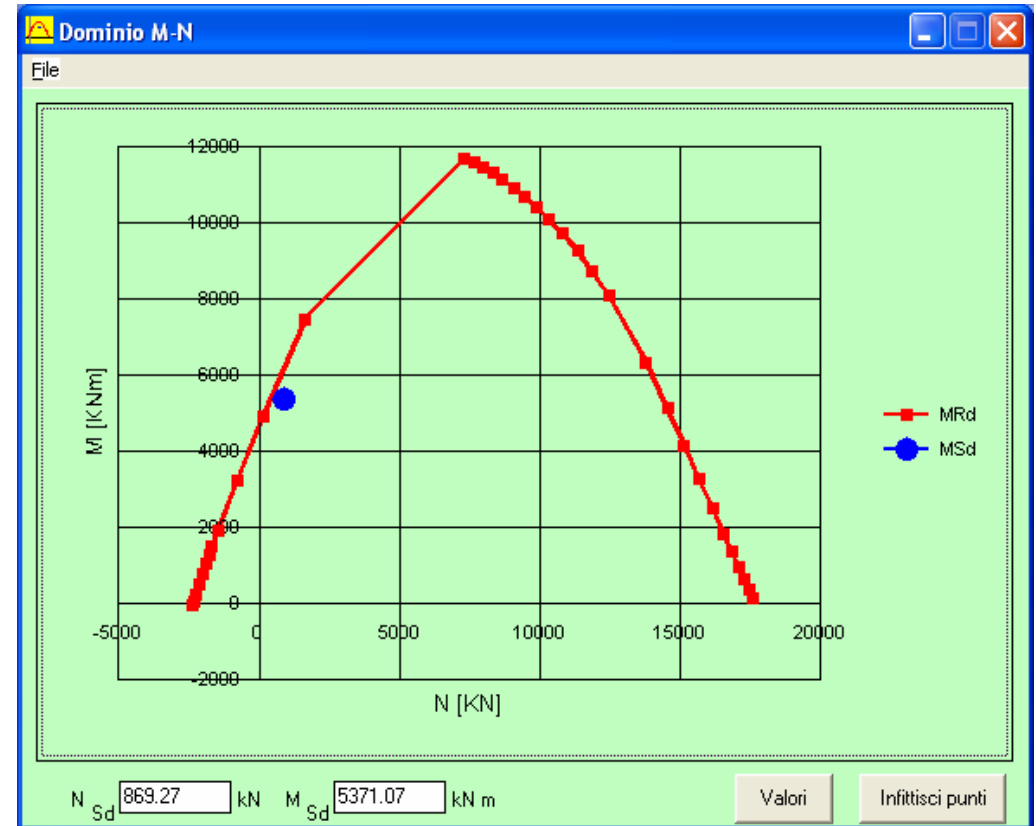 Dominio M-N
File
12000
10000
8000
6000
4000
2000
0
-2000
M [KNm]
-5000 0 5000 10000 15000 20000
N [KN]
MRd
MSd
N Sd 869.27 kN M Sd 5371.07 kN m
Valori
Infittisci punti